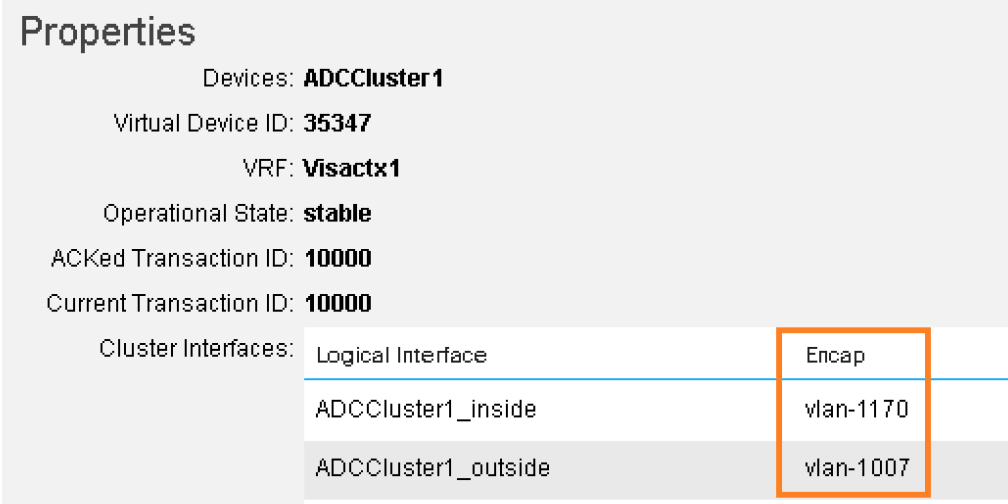 Properties
Devices: ADCCluster1
Virtual Device ID: 35347
VRF: Visactx1
Operational State: stable
ACKed Transaction ID: 10000
Current Transaction ID: 10000
Cluster Interfaces: Logical Interface Encap
ADCCluster1_inside vlan-1170
ADCCluster1_outside vlan-1007